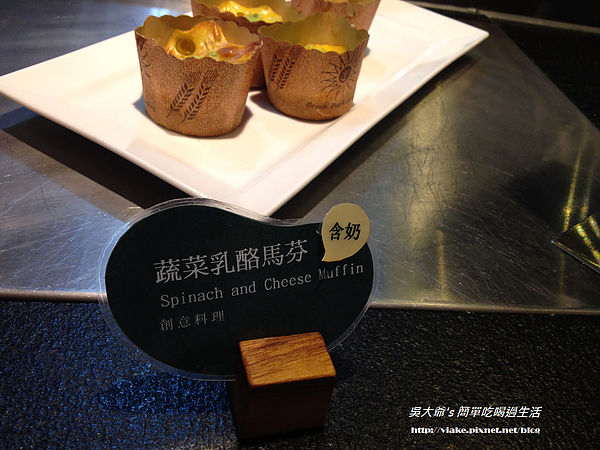 含奶
蔬菜乳酪馬芬
Spinach and Cheese Muffin
創意料理
吳大爺's 簡單吃喝過生活
http://viake.pixnet.net/blog